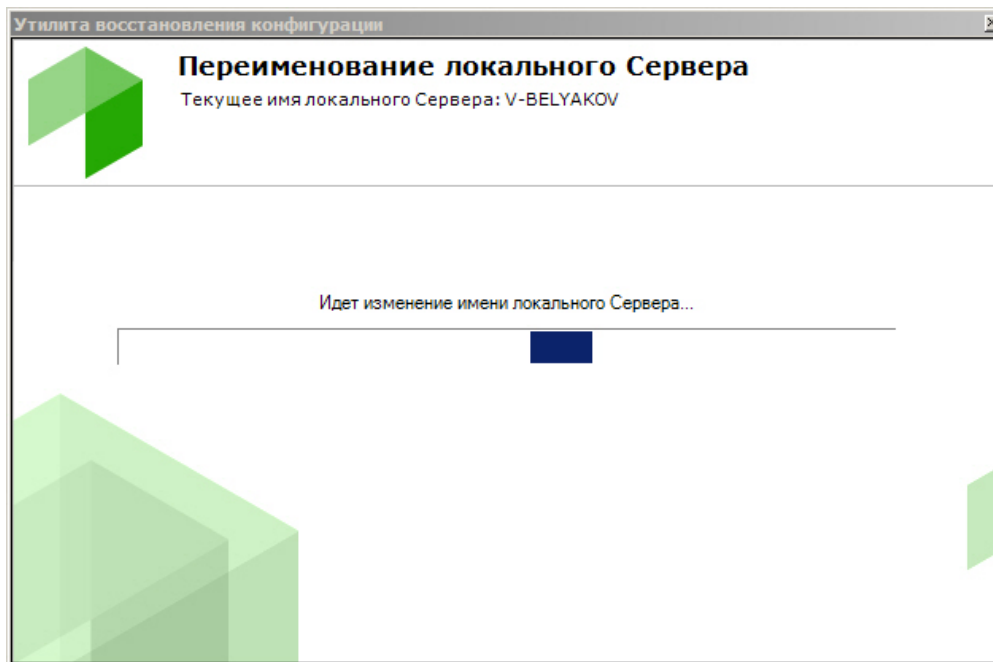 Утилита восстановления конфигурации
Переименование локального Сервера
Текущее имя локального Сервера: V-BELYAKOV
Идет изменение имени локального Сервера...